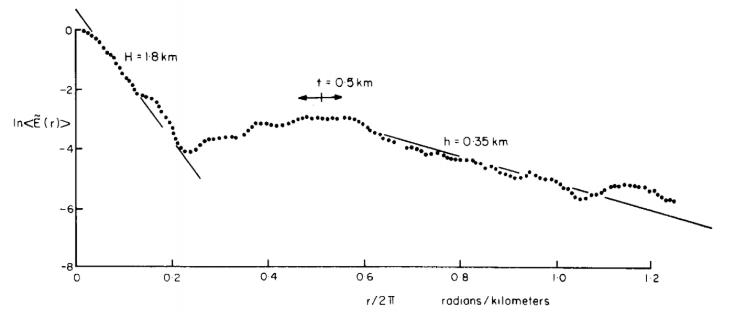 0
H = 1·8 km
t = 0·5 km
-2
ln<Ẽ(r)>
h = 0·35 km
-4
-6
-8
0 0·2 0·4 0·6 0·8 1·0 1·2
r/2π radians/kilometers